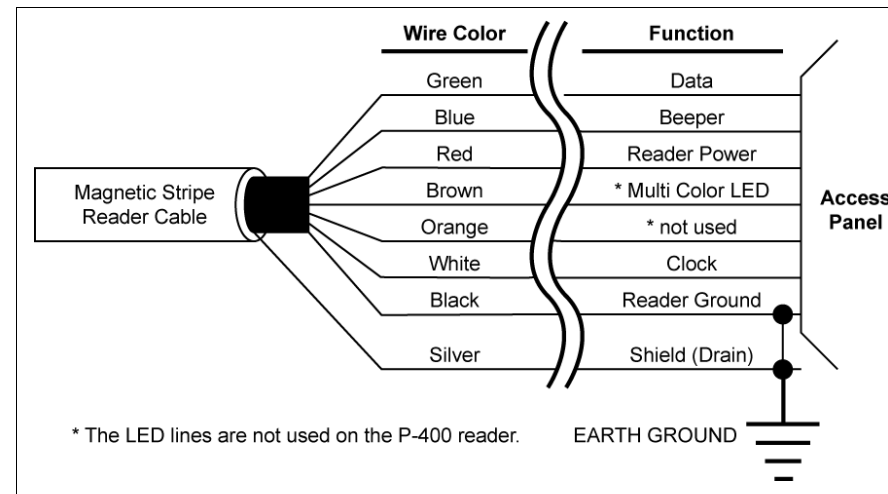 Wire Color Function
Green Data
Blue Beeper
Red Reader Power
Brown * Multi Color LED
Magnetic Stripe
Reader Cable
Orange * not used
White Clock
Black Reader Ground
Silver Shield (Drain)
Access
Panel
* The LED lines are not used on the P-400 reader. EARTH GROUND